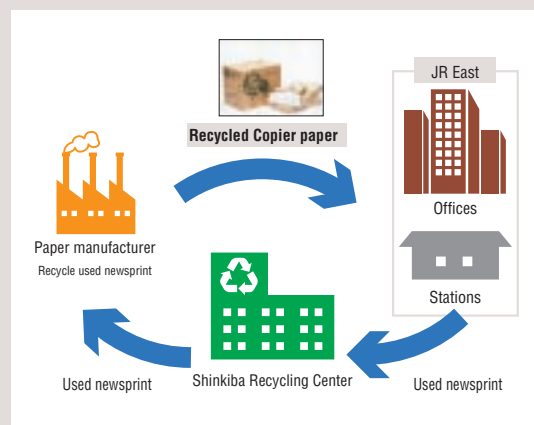 JR East
Recycled Copier paper
Offices
Paper manufacturer
Recycle used newsprint
Stations
Used newsprint
Shinkiba Recycling Center
Used newsprint